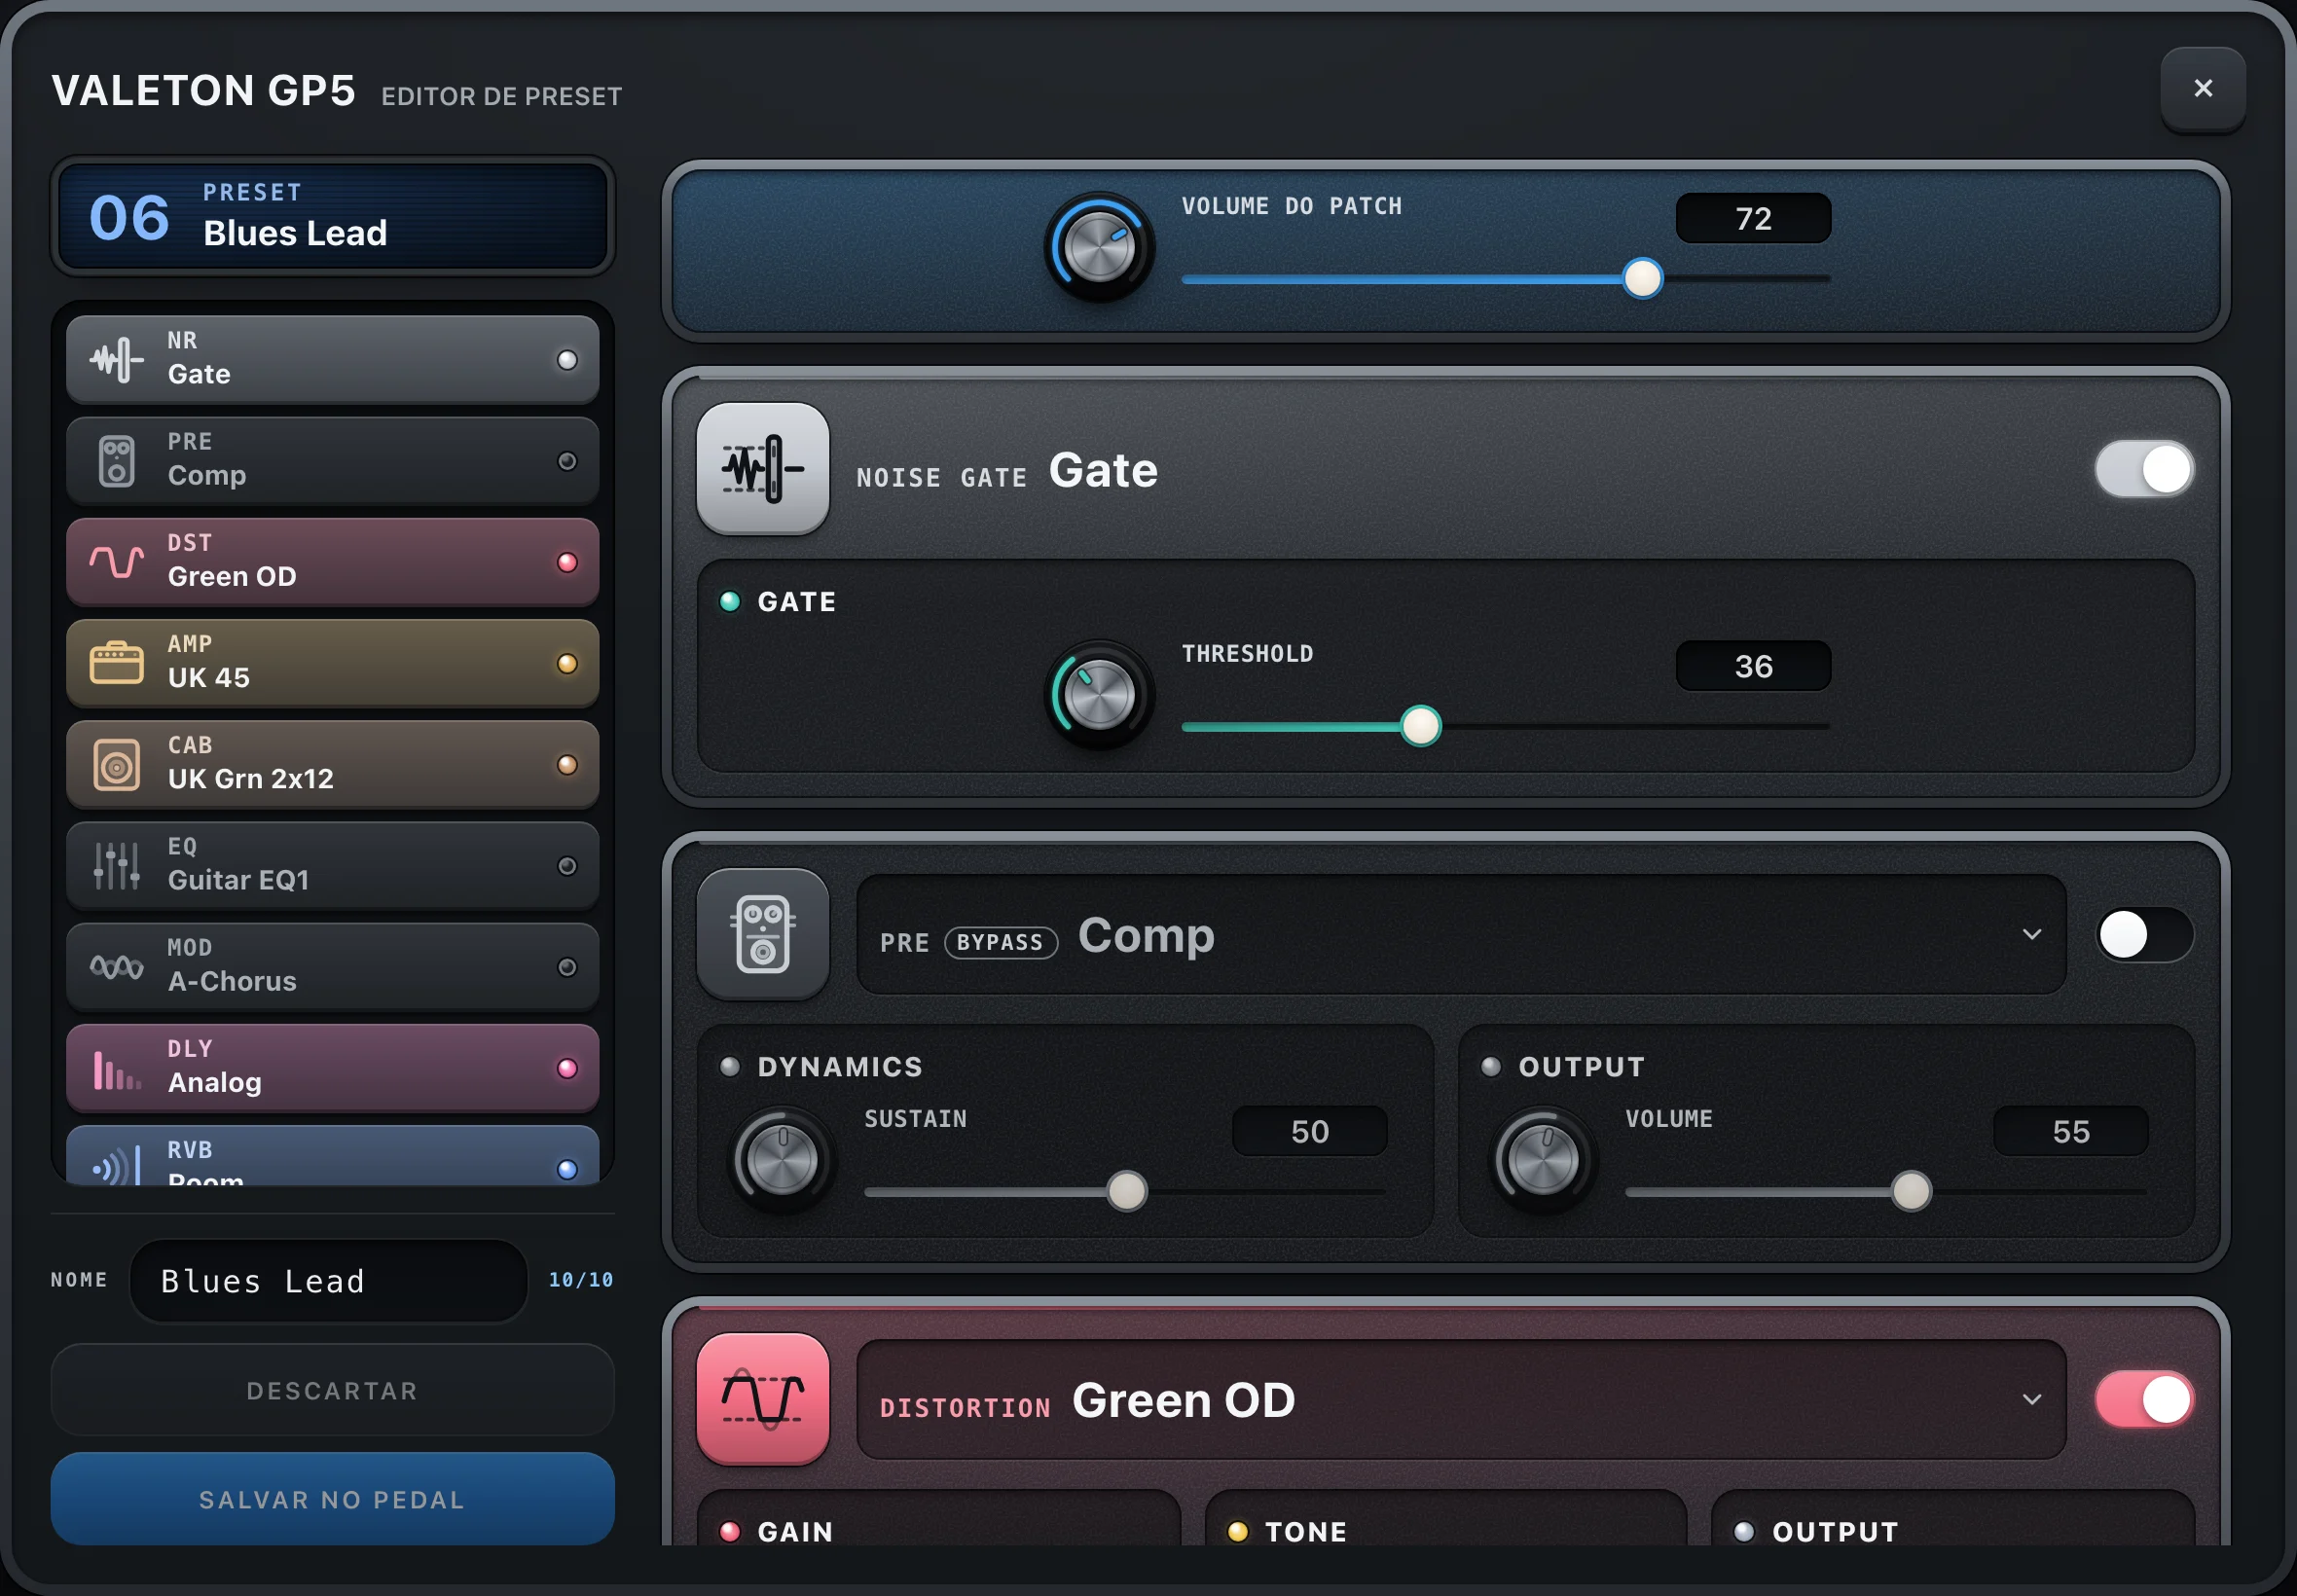 VALETON GP5 EDITOR DE PRESET
×
06
PRESET
Blues Lead
NR
Gate
PRE
Comp
DST
Green OD
AMP
UK 45
CAB
UK Grn 2x12
EQ
Guitar EQ1
MOD
A-Chorus
DLY
Analog
RVB
Room
NOME
Blues Lead
10/10
DESCARTAR
SALVAR NO PEDAL
VOLUME DO PATCH
72
NOISE GATE Gate
GATE
THRESHOLD
36
PRE BYPASS Comp
DYNAMICS
SUSTAIN
50
OUTPUT
VOLUME
55
DISTORTION Green OD
GAIN
TONE
OUTPUT